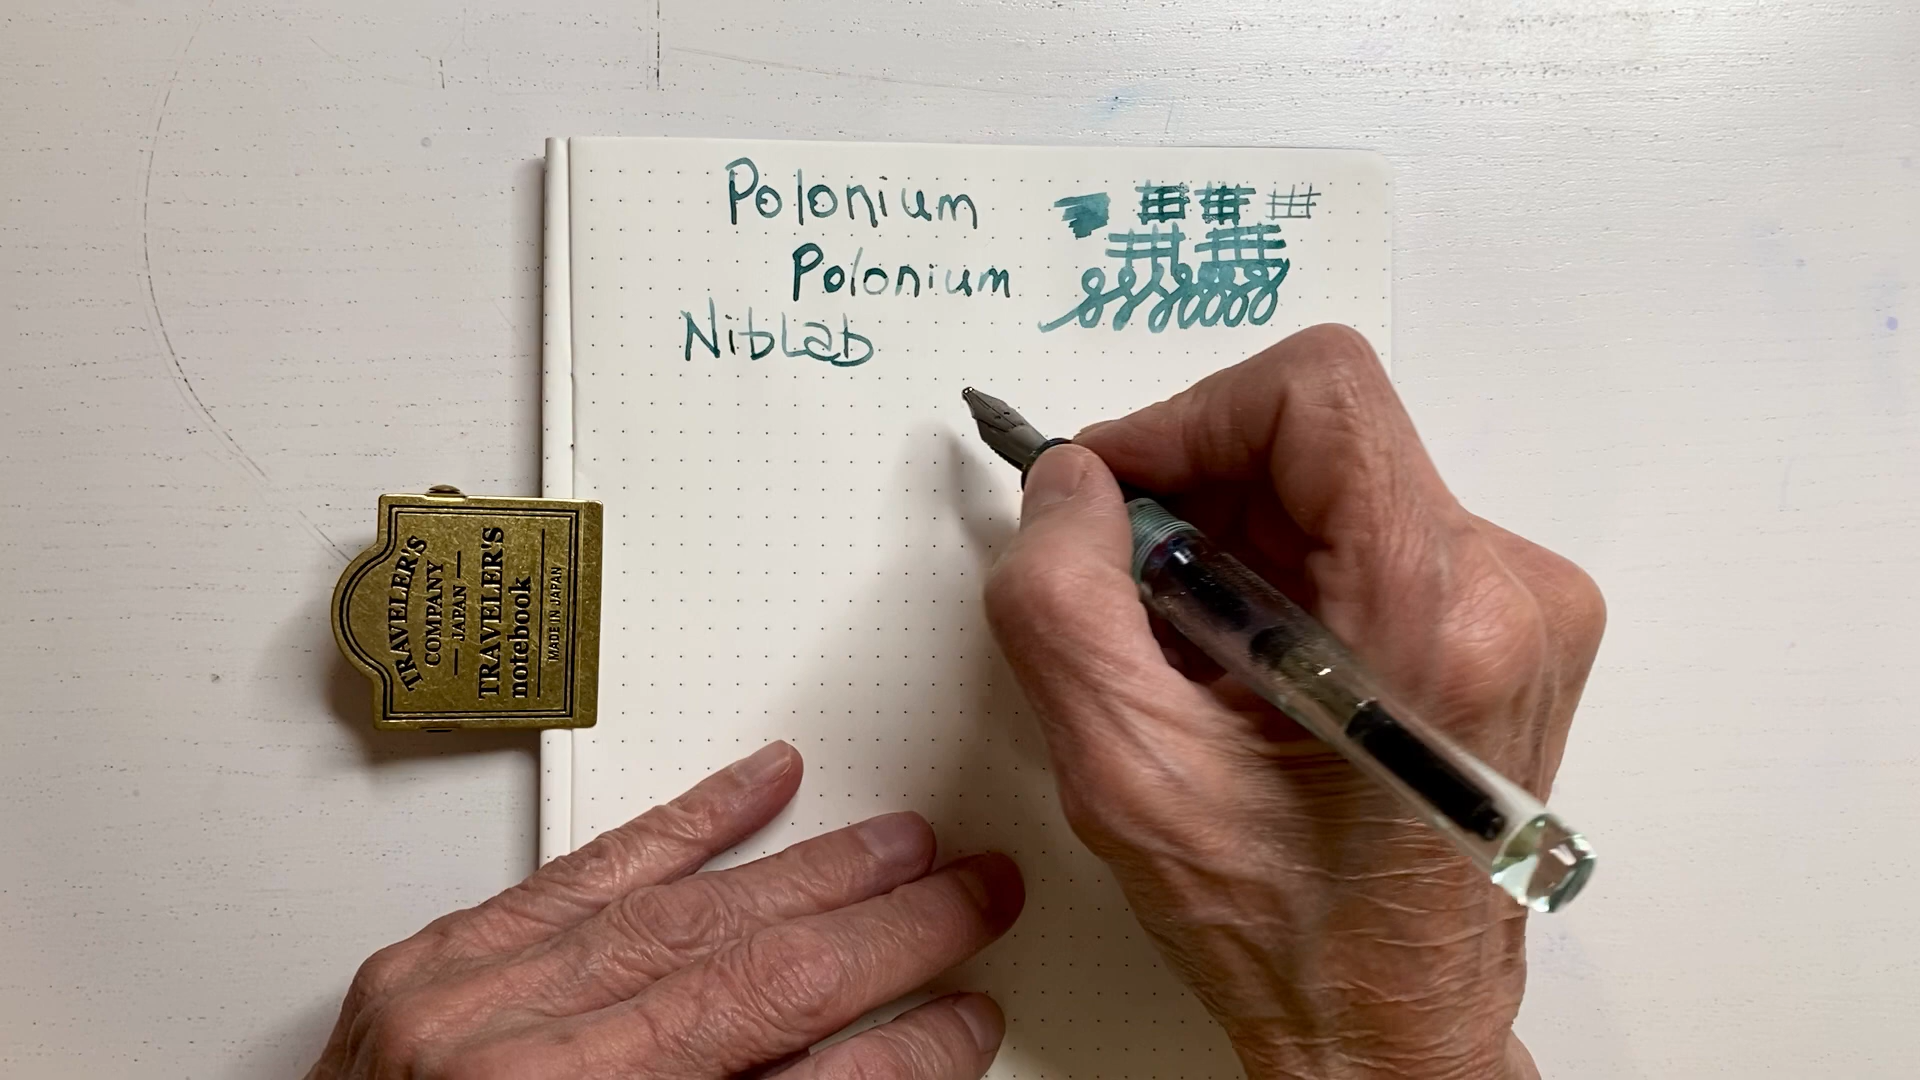 Polonium
Polonium
NibLab
TRAVELER'S
COMPANY
— JAPAN —
TRAVELER'S
notebook
MADE IN JAPAN